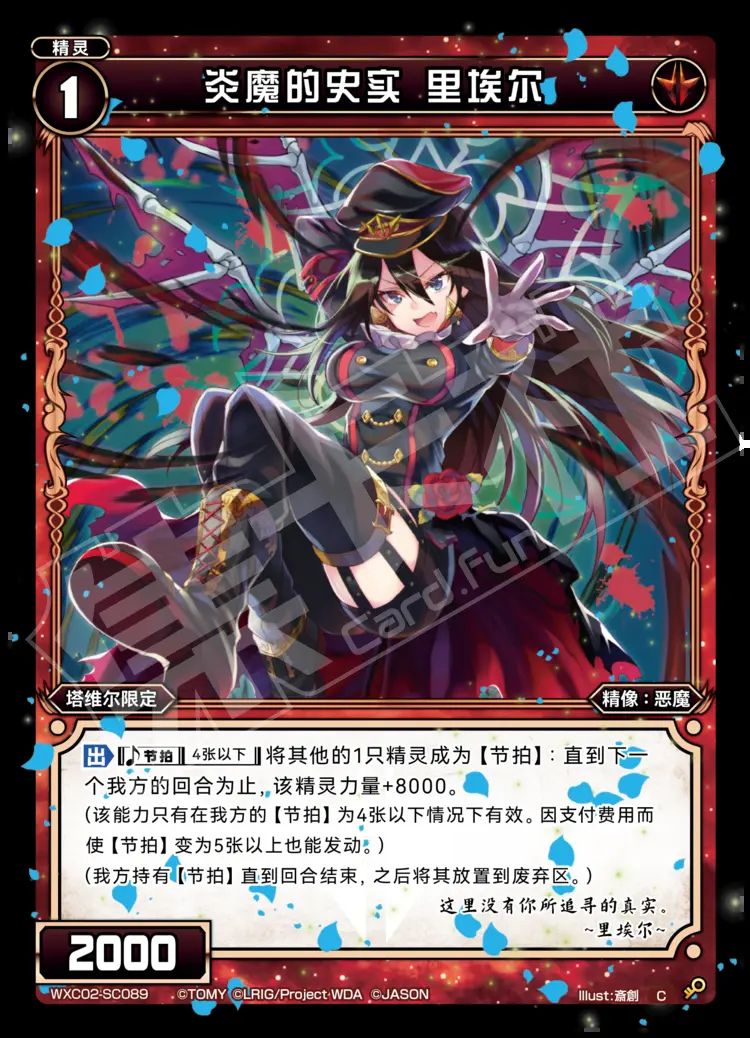 精灵
1
炎魔的史实 里埃尔
集卡社
card.fun
塔维尔限定
精像：恶魔
出 节拍 4张以下 将其他的1只精灵成为【节拍】：直到下一
个我方的回合为止，该精灵力量+8000。
(该能力只有在我方的【节拍】为4张以下情况下有效。因支付费用而
使【节拍】变为5张以上也能发动。)
(我方持有【节拍】直到回合结束，之后将其放置到废弃区。)
这里没有你所追寻的真实。
~里埃尔~
2000
WXC02-SC089 ©TOMY ©LRIG/Project WDA ©JASON Illust:斎創 C